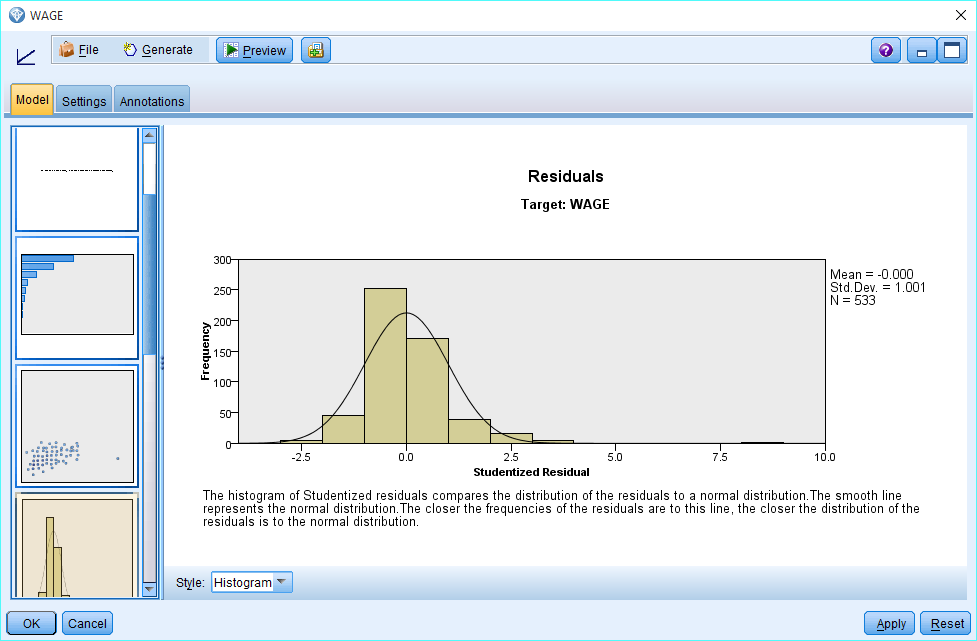 WAGE
File Generate Preview
Model Settings Annotations
Residuals
Target: WAGE
Mean = -0.000
Std.Dev. = 1.001
N = 533
300
250
200
150
100
50
0
Frequency
-2.5 0.0 2.5 5.0 7.5 10.0
Studentized Residual
The histogram of Studentized residuals compares the distribution of the residuals to a normal distribution.The smooth line
represents the normal distribution.The closer the frequencies of the residuals are to this line, the closer the distribution of the
residuals is to the normal distribution.
Style: Histogram
OK Cancel Apply Reset